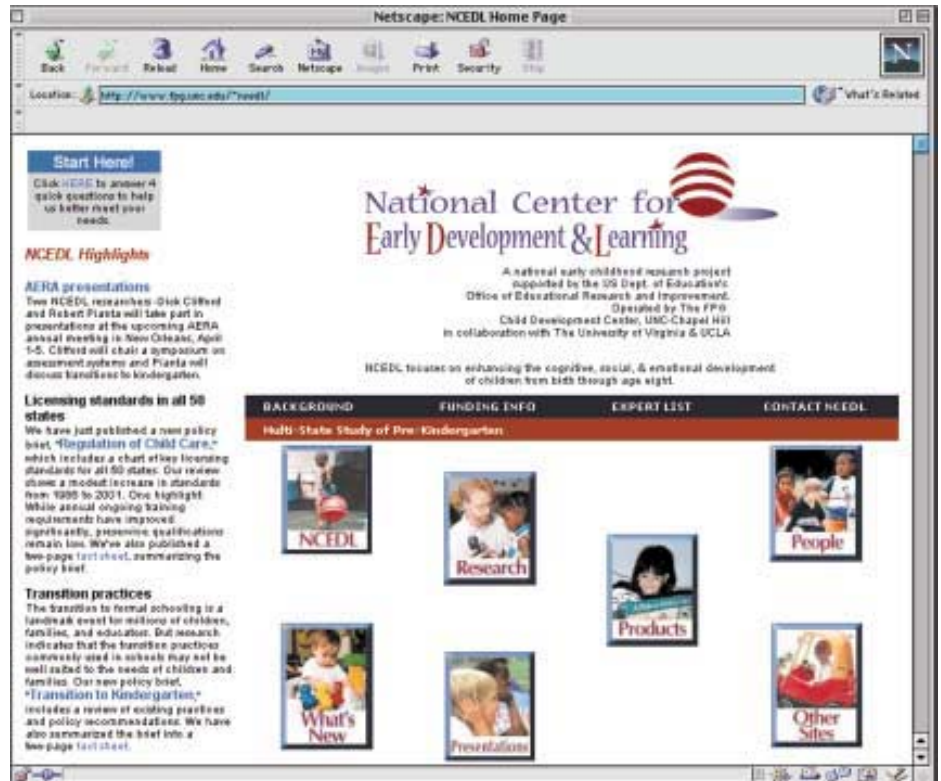 Netscape: NCEDL Home Page
Back Forward Reload Home Search Netscape Images Print Security Stop
Location: http://www.fpg.unc.edu/~ncedl/ What's Related
Start Here!
Click HERE to answer 4
quick questions to help
us better meet your
needs.
NCEDL Highlights
AERA presentations
Two NCEDL researchers-Dick Clifford
and Robert Pianta will take part in
presentations at the upcoming AERA
annual meeting in New Orleans, April
1-5. Clifford will chair a symposium on
assessment systems and Pianta will
discuss transitions to kindergarten.
Licensing standards in all 50
states
We have just published a new policy
brief, "Regulation of Child Care,"
which includes a chart of key licensing
standards for all 50 states. Our review
shows a modest increase in standards
from 1986 to 2001. One highlight:
While annual ongoing training
requirements have improved
significantly, preservice qualifications
remain low. We've also published a
two-page fact sheet, summarizing the
policy brief.
Transition practices
The transition to formal schooling is a
landmark event for millions of children,
families, and educators. But research
indicates that the transition practices
commonly used in schools may not be
well suited to the needs of children and
families. Our new policy brief,
"Transition to Kindergarten,"
includes a review of existing practices
and policy recommendations. We have
also summarized the brief into a
two-page fact sheet.
National Center for
Early Development & Learning
A national early childhood research project
supported by the US Dept. of Education's
Office of Educational Research and Improvement.
Operated by The FPG
Child Development Center, UNC-Chapel Hill
in collaboration with The University of Virginia & UCLA
NCEDL focuses on enhancing the cognitive, social, & emotional development
of children from birth through age eight.
BACKGROUND FUNDING INFO EXPERT LIST CONTACT NCEDL
Multi-State Study of Pre-Kindergarten
NCEDL
Research
Products
People
What's
New
Presentations
Other
Sites